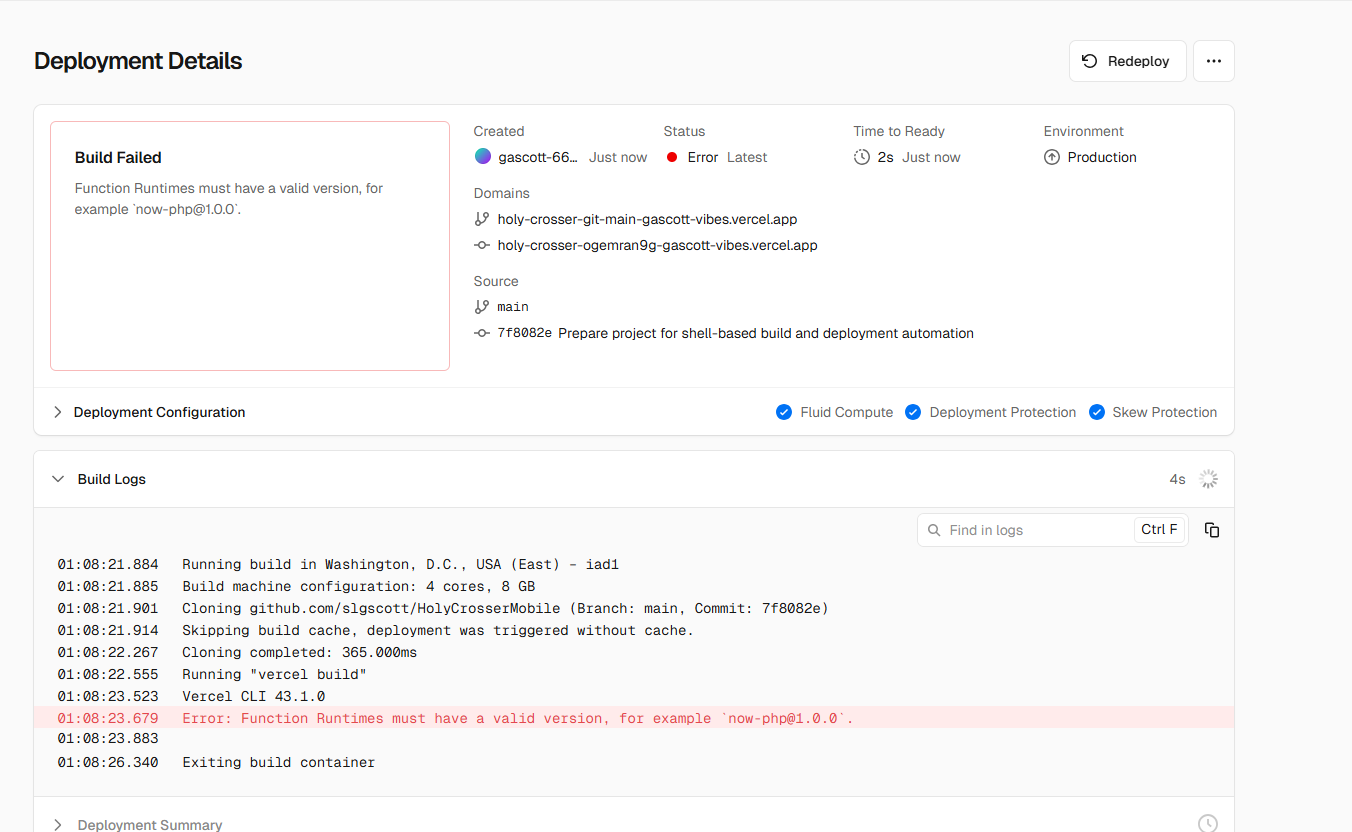 Deployment Details
Redeploy
Build Failed
Function Runtimes must have a valid version, for
example `now-php@1.0.0`.
Created
gascott-66… Just now
Status
Error Latest
Time to Ready
2s Just now
Environment
Production
Domains
holy-crosser-git-main-gascott-vibes.vercel.app
holy-crosser-ogemran9g-gascott-vibes.vercel.app
Source
main
7f8082e Prepare project for shell-based build and deployment automation
Deployment Configuration
Fluid Compute
Deployment Protection
Skew Protection
Build Logs
4s
Find in logs
Ctrl F
01:08:21.884 Running build in Washington, D.C., USA (East) – iad1
01:08:21.885 Build machine configuration: 4 cores, 8 GB
01:08:21.901 Cloning github.com/slgscott/HolyCrosserMobile (Branch: main, Commit: 7f8082e)
01:08:21.914 Skipping build cache, deployment was triggered without cache.
01:08:22.267 Cloning completed: 365.000ms
01:08:22.555 Running "vercel build"
01:08:23.523 Vercel CLI 43.1.0
01:08:23.679 Error: Function Runtimes must have a valid version, for example `now-php@1.0.0`.
01:08:23.883
01:08:26.340 Exiting build container
Deployment Summary